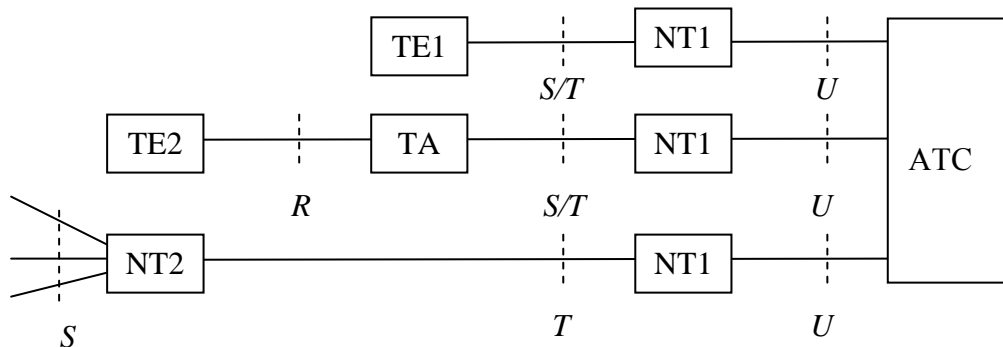 TE1 NT1
S/T U
TE2 TA NT1 ATC
R S/T U
NT2 NT1
S T U